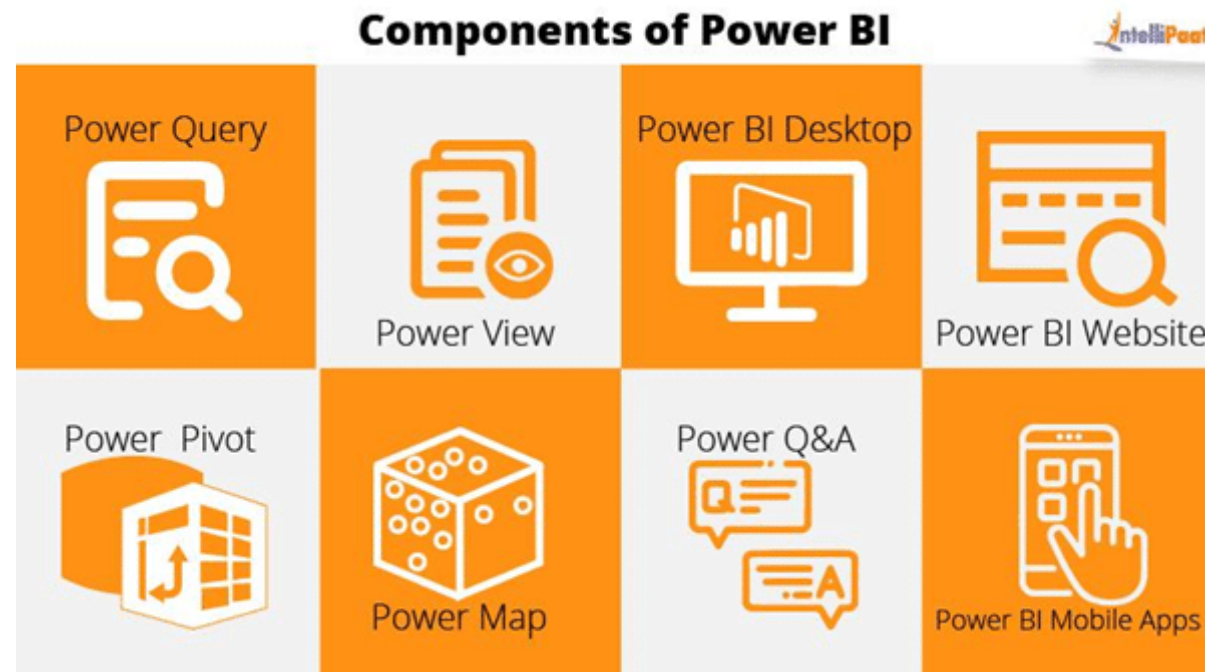 Components of Power BI
IntelliPaat
Power Query
Power View
Power BI Desktop
Power BI Website
Power Pivot
Power Map
Power Q&A
Q
A
Power BI Mobile Apps